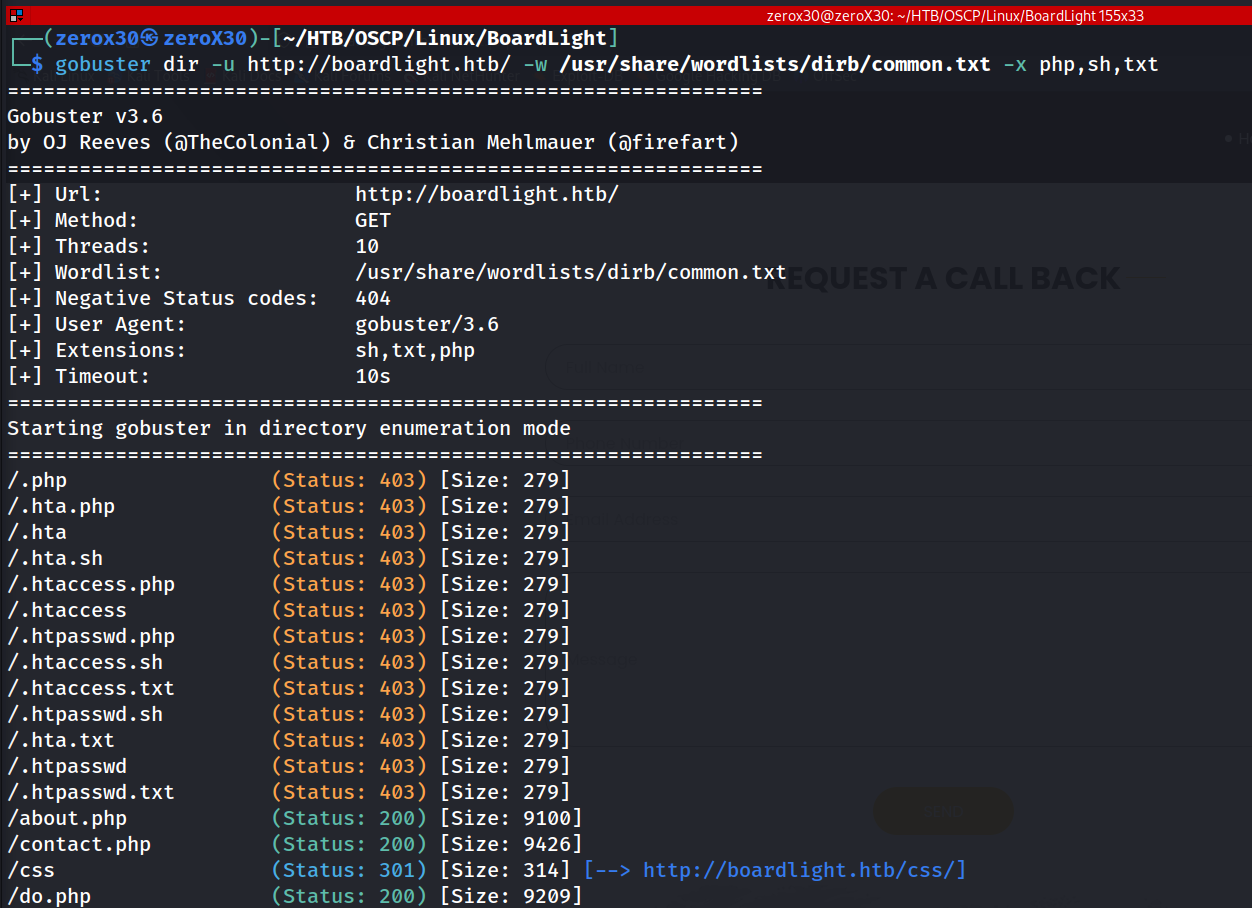 zerox30@zeroX30: ~/HTB/OSCP/Linux/BoardLight 155x33
┌──(zerox30㉿zeroX30)-[~/HTB/OSCP/Linux/BoardLight]
└─$ gobuster dir -u http://boardlight.htb/ -w /usr/share/wordlists/dirb/common.txt -x php,sh,txt
===============================================================
Gobuster v3.6
by OJ Reeves (@TheColonial) & Christian Mehlmauer (@firefart)
===============================================================
[+] Url:                     http://boardlight.htb/
[+] Method:                  GET
[+] Threads:                 10
[+] Wordlist:                /usr/share/wordlists/dirb/common.txt
[+] Negative Status codes:   404
[+] User Agent:              gobuster/3.6
[+] Extensions:              sh,txt,php
[+] Timeout:                 10s
===============================================================
Starting gobuster in directory enumeration mode
===============================================================
/.php                 (Status: 403) [Size: 279]
/.hta.php             (Status: 403) [Size: 279]
/.hta                 (Status: 403) [Size: 279]
/.hta.sh              (Status: 403) [Size: 279]
/.htaccess.php        (Status: 403) [Size: 279]
/.htaccess            (Status: 403) [Size: 279]
/.htpasswd.php        (Status: 403) [Size: 279]
/.htaccess.sh         (Status: 403) [Size: 279]
/.htaccess.txt        (Status: 403) [Size: 279]
/.htpasswd.sh         (Status: 403) [Size: 279]
/.hta.txt             (Status: 403) [Size: 279]
/.htpasswd            (Status: 403) [Size: 279]
/.htpasswd.txt        (Status: 403) [Size: 279]
/about.php            (Status: 200) [Size: 9100]
/contact.php          (Status: 200) [Size: 9426]
/css                  (Status: 301) [Size: 314] [--> http://boardlight.htb/css/]
/do.php               (Status: 200) [Size: 9209]
REQUEST A CALL BACK